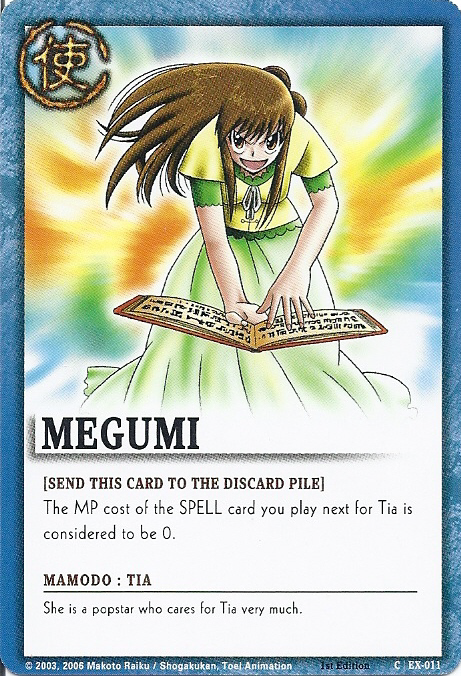 使
MEGUMI
[SEND THIS CARD TO THE DISCARD PILE]
The MP cost of the SPELL card you play next for Tia is
considered to be 0.
MAMODO : TIA
She is a popstar who cares for Tia very much.
© 2003, 2006 Makoto Raiku / Shogakukan, Toei Animation 1st Edition C EX-011